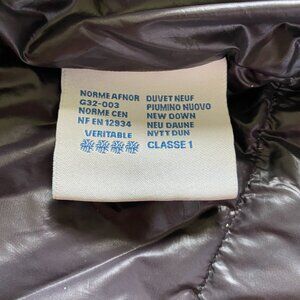 NORME AFNOR
G32-003
NORME CEN
NF EN 12934
VERITABLE
DUVET NEUF
PIUMINO NUOVO
NEW DOWN
NEU DAUNE
NYTT DUN
CLASSE 1